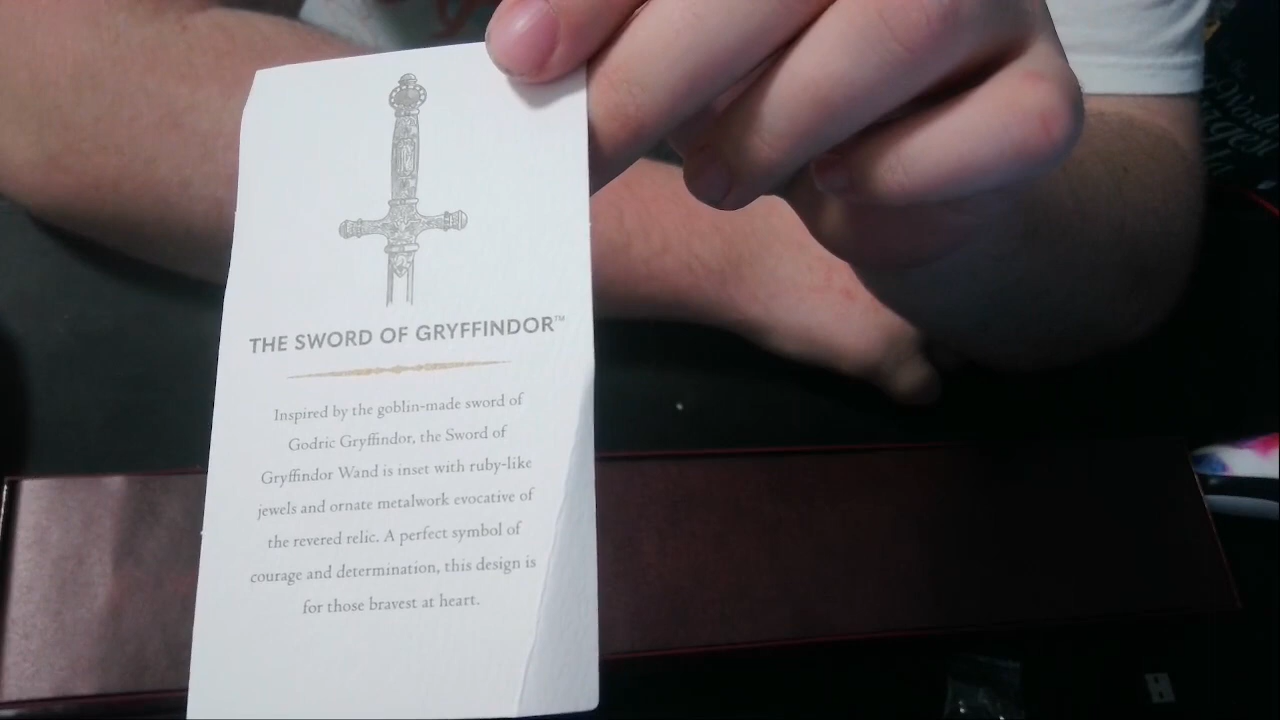 THE SWORD OF GRYFFINDOR™
Inspired by the goblin-made sword of
Godric Gryffindor, the Sword of
Gryffindor Wand is inset with ruby-like
jewels and ornate metalwork evocative of
the revered relic. A perfect symbol of
courage and determination, this design is
for those bravest at heart.
World